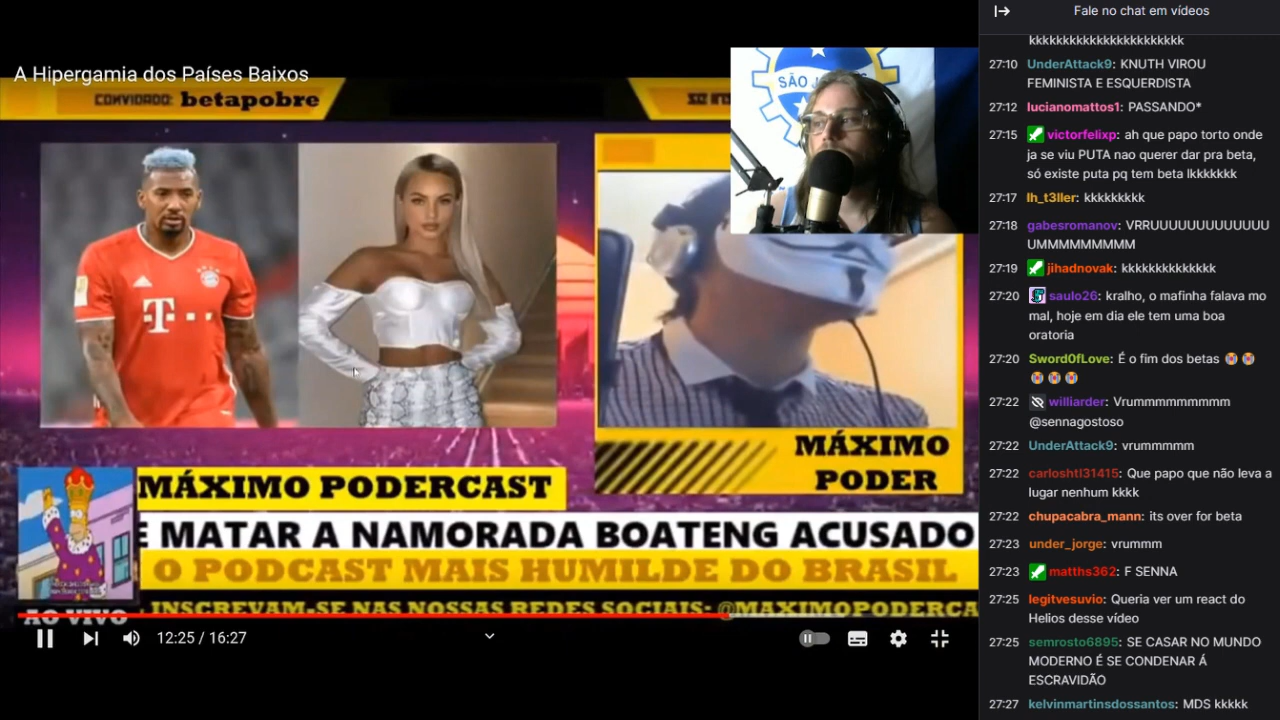 Fale no chat em vídeos
kkkkkkkkkkkkkkkkkkkkkkk
27:10 UnderAttack9: KNUTH VIROU
FEMINISTA E ESQUERDISTA
27:12 lucianomattos1: PASSANDO*
27:15 victorfelixp: ah que papo torto onde
ja se viu PUTA nao querer dar pra beta,
só existe puta pq tem beta lkkkkkkk
27:17 lh_t3ller: kkkkkkkkk
27:18 gabesromanov: VRRUUUUUUUUUUUUU
UMMMMMMMMM
27:19 jihadnovak: kkkkkkkkkkkkkk
27:20 saulo26: kralho, o mafinha falava mo
mal, hoje em dia ele tem uma boa
oratoria
27:20 Sword0fLove: É o fim dos betas
27:22 williarder: Vrummmmmmmm
@sennagostoso
27:22 UnderAttack9: vrummmmm
27:22 carloshtl31415: Que papo que não leva a
lugar nenhum kkkk
27:22 chupacabra_mann: its over for beta
27:23 under_jorge: vrummm
27:23 matths362: F SENNA
27:25 legitvesuvio: Queria ver um react do
Helios desse vídeo
27:25 semrosto6895: SE CASAR NO MUNDO
MODERNO É SE CONDENAR Á
ESCRAVIDÃO
27:27 kelvinmartinsdossantos: MDS kkkkk
A Hipergamia dos Países Baixos
CONVIDADO: betapobre
SÃO J
T
MÁXIMO
PODER
MÁXIMO PODERCAST
E MATAR A NAMORADA BOATENG ACUSADO
O PODCAST MAIS HUMILDE DO BRASIL
AO VIVO
INSCREVAM-SE NAS NOSSAS REDES SOCIAIS: @MAXIMOPODERCA
12:25 / 16:27